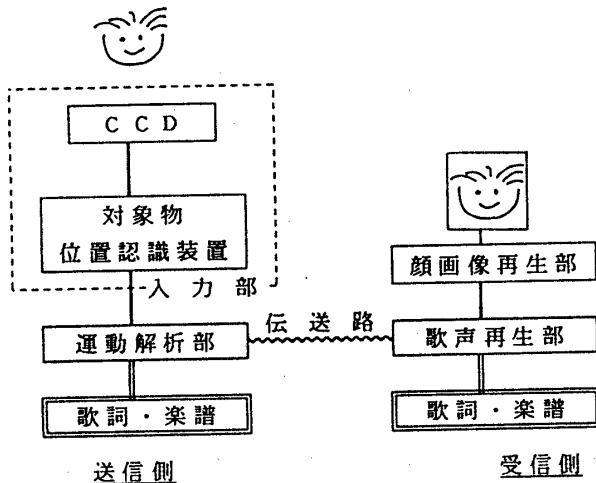 CCD
対象物
位置認識装置
入力部
運動解析部
歌詞・楽譜
送信側
伝送路
顔画像再生部
歌声再生部
歌詞・楽譜
受信側